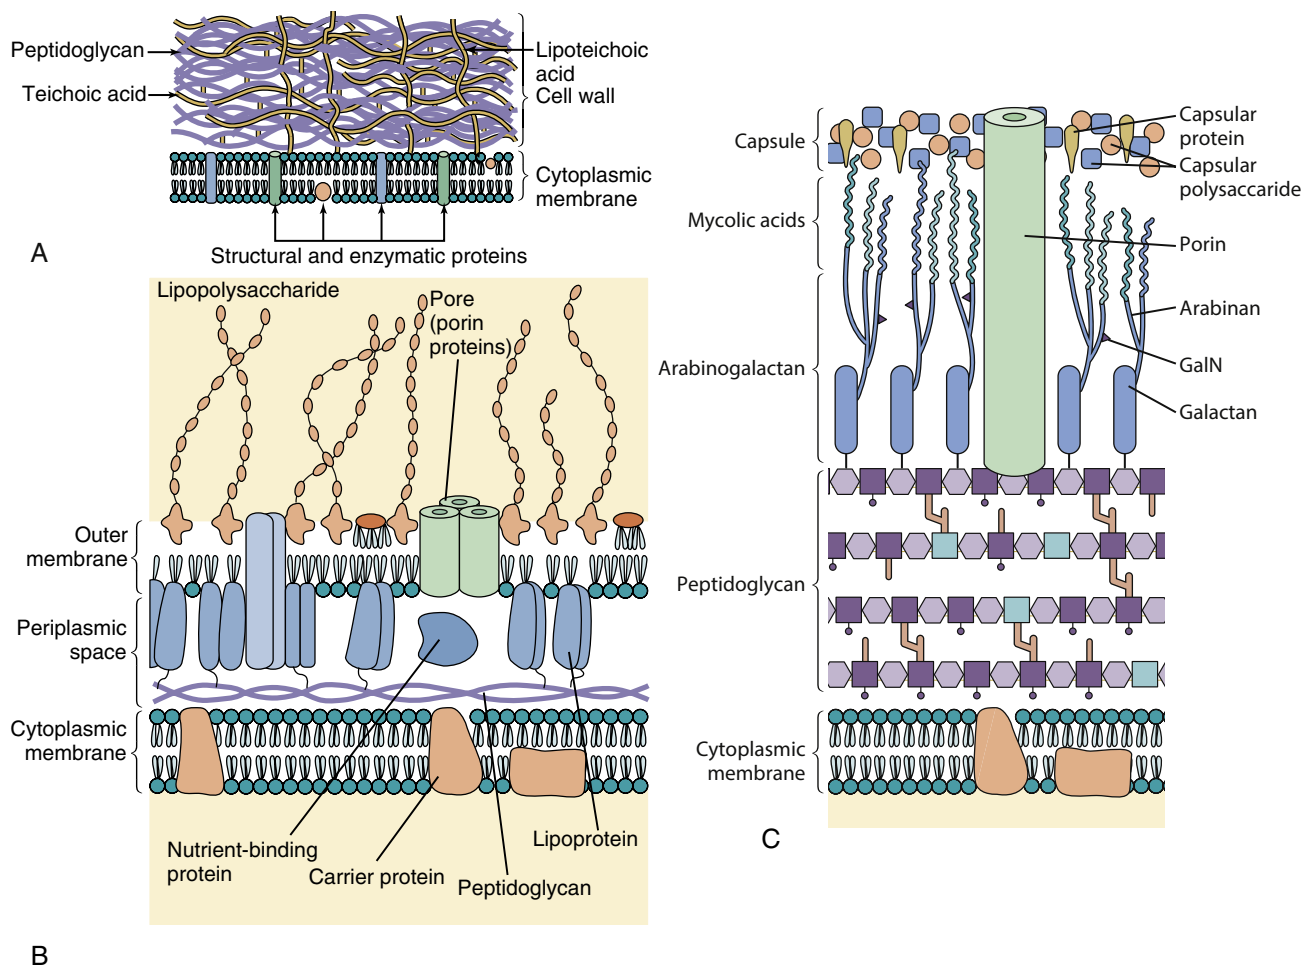 Peptidoglycan
Teichoic acid
Lipoteichoic
acid
Cell wall
Cytoplasmic
membrane
Structural and enzymatic proteins
A
Lipopolysaccharide
Pore
(porin
proteins)
Outer
membrane
Periplasmic
space
Cytoplasmic
membrane
Nutrient-binding
protein
Carrier protein
Peptidoglycan
Lipoprotein
B
Capsule
Mycolic acids
Arabinogalactan
Peptidoglycan
Cytoplasmic
membrane
Capsular
protein
Capsular
polysaccaride
Porin
Arabinan
GalN
Galactan
C